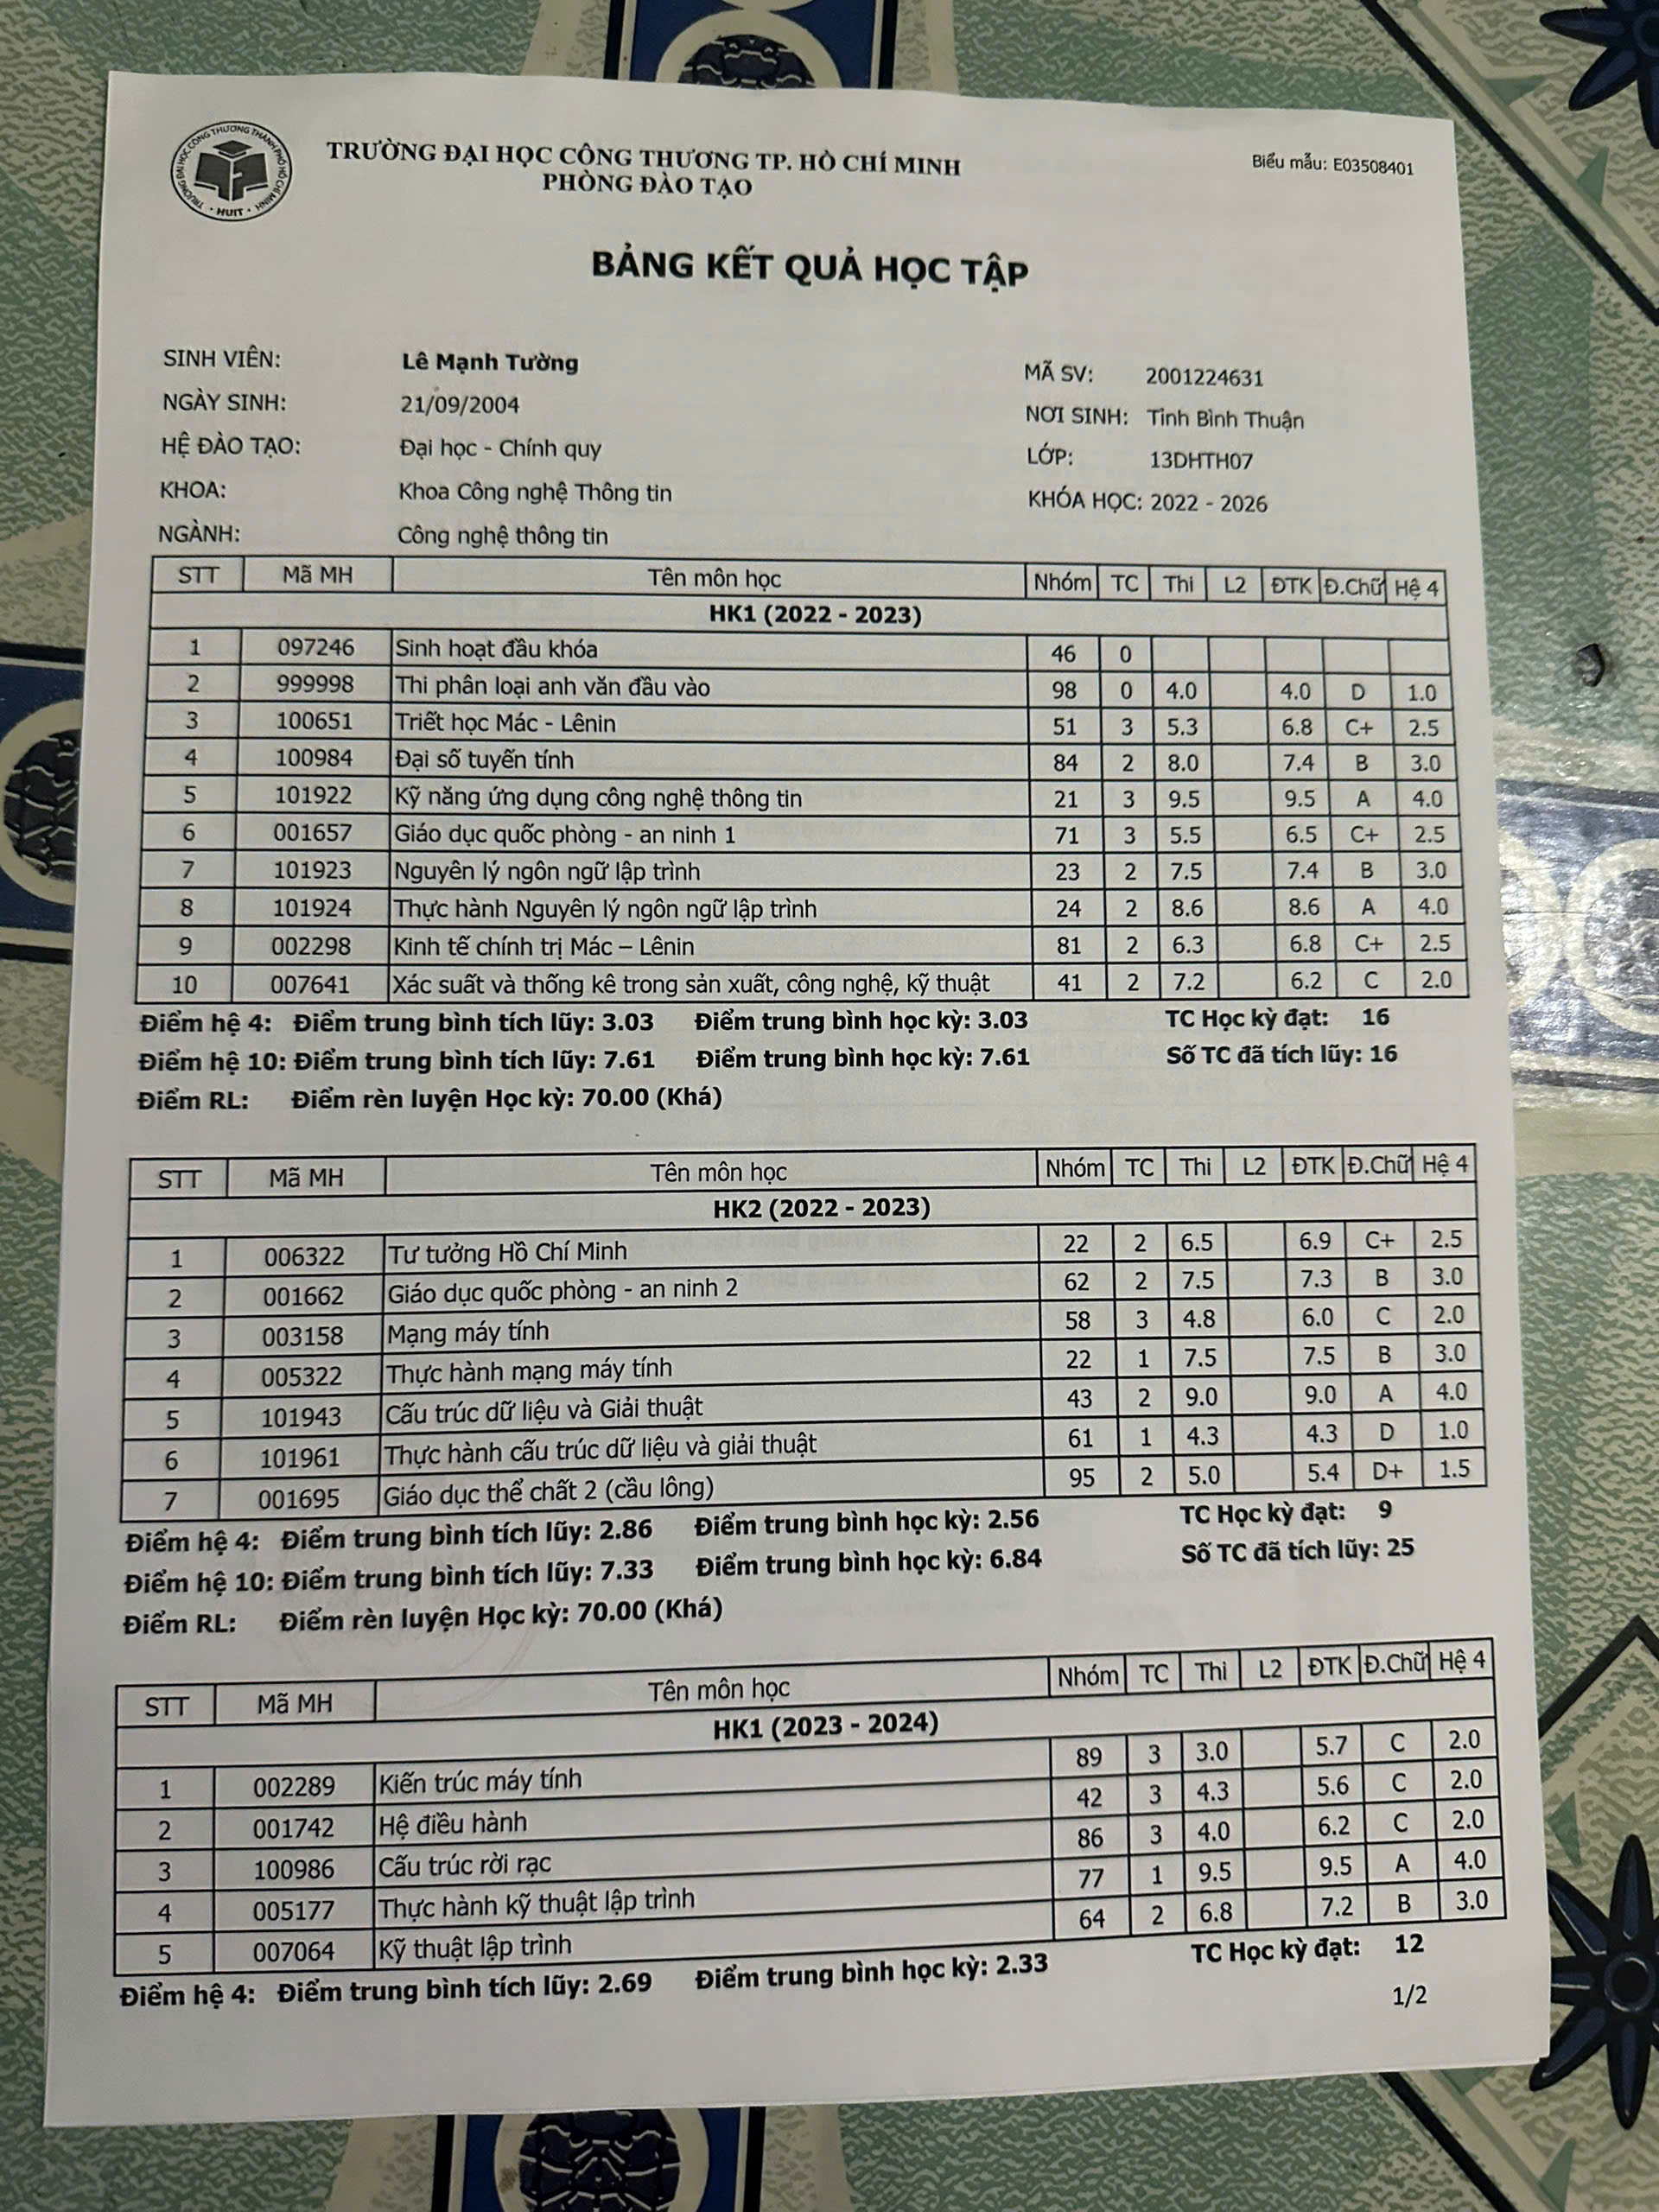 TRƯỜNG ĐẠI HỌC CÔNG THƯƠNG THÀNH PHỐ HỒ CHÍ MINH
• HUIT •
TRƯỜNG ĐẠI HỌC CÔNG THƯƠNG TP. HỒ CHÍ MINH
PHÒNG ĐÀO TẠO
Biểu mẫu: E03508401
BẢNG KẾT QUẢ HỌC TẬP
SINH VIÊN: Lê Mạnh Tường MÃ SV: 2001224631
NGÀY SINH: 21/09/2004 NƠI SINH: Tỉnh Bình Thuận
HỆ ĐÀO TẠO: Đại học - Chính quy LỚP: 13DHTH07
KHOA: Khoa Công nghệ Thông tin KHÓA HỌC: 2022 - 2026
NGÀNH: Công nghệ thông tin
STT Mã MH Tên môn học Nhóm TC Thi L2 ĐTK Đ.Chữ Hệ 4
HK1 (2022 - 2023)
1 097246 Sinh hoạt đầu khóa 46 0
2 999998 Thi phân loại anh văn đầu vào 98 0 4.0 4.0 D 1.0
3 100651 Triết học Mác - Lênin 51 3 5.3 6.8 C+ 2.5
4 100984 Đại số tuyến tính 84 2 8.0 7.4 B 3.0
5 101922 Kỹ năng ứng dụng công nghệ thông tin 21 3 9.5 9.5 A 4.0
6 001657 Giáo dục quốc phòng - an ninh 1 71 3 5.5 6.5 C+ 2.5
7 101923 Nguyên lý ngôn ngữ lập trình 23 2 7.5 7.4 B 3.0
8 101924 Thực hành Nguyên lý ngôn ngữ lập trình 24 2 8.6 8.6 A 4.0
9 002298 Kinh tế chính trị Mác – Lênin 81 2 6.3 6.8 C+ 2.5
10 007641 Xác suất và thống kê trong sản xuất, công nghệ, kỹ thuật 41 2 7.2 6.2 C 2.0
Điểm hệ 4: Điểm trung bình tích lũy: 3.03 Điểm trung bình học kỳ: 3.03 TC Học kỳ đạt: 16
Điểm hệ 10: Điểm trung bình tích lũy: 7.61 Điểm trung bình học kỳ: 7.61 Số TC đã tích lũy: 16
Điểm RL: Điểm rèn luyện Học kỳ: 70.00 (Khá)
STT Mã MH Tên môn học Nhóm TC Thi L2 ĐTK Đ.Chữ Hệ 4
HK2 (2022 - 2023)
1 006322 Tư tưởng Hồ Chí Minh 22 2 6.5 6.9 C+ 2.5
2 001662 Giáo dục quốc phòng - an ninh 2 62 2 7.5 7.3 B 3.0
3 003158 Mạng máy tính 58 3 4.8 6.0 C 2.0
4 005322 Thực hành mạng máy tính 22 1 7.5 7.5 B 3.0
5 101943 Cấu trúc dữ liệu và Giải thuật 43 2 9.0 9.0 A 4.0
6 101961 Thực hành cấu trúc dữ liệu và giải thuật 61 1 4.3 4.3 D 1.0
7 001695 Giáo dục thể chất 2 (cầu lông) 95 2 5.0 5.4 D+ 1.5
Điểm hệ 4: Điểm trung bình tích lũy: 2.86 Điểm trung bình học kỳ: 2.56 TC Học kỳ đạt: 9
Điểm hệ 10: Điểm trung bình tích lũy: 7.33 Điểm trung bình học kỳ: 6.84 Số TC đã tích lũy: 25
Điểm RL: Điểm rèn luyện Học kỳ: 70.00 (Khá)
STT Mã MH Tên môn học Nhóm TC Thi L2 ĐTK Đ.Chữ Hệ 4
HK1 (2023 - 2024)
1 002289 Kiến trúc máy tính 89 3 3.0 5.7 C 2.0
2 001742 Hệ điều hành 42 3 4.3 5.6 C 2.0
3 100986 Cấu trúc rời rạc 86 3 4.0 6.2 C 2.0
4 005177 Thực hành kỹ thuật lập trình 77 1 9.5 9.5 A 4.0
5 007064 Kỹ thuật lập trình 64 2 6.8 7.2 B 3.0
Điểm hệ 4: Điểm trung bình tích lũy: 2.69 Điểm trung bình học kỳ: 2.33 TC Học kỳ đạt: 12
1/2